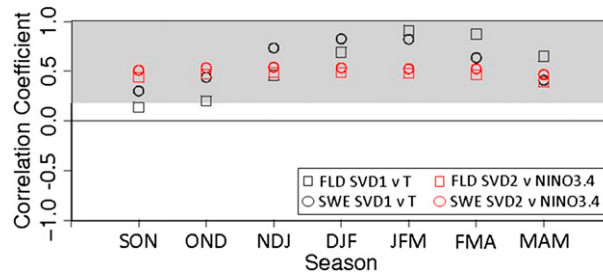 Correlation Coefficient
1.0
0.5
0.0
−0.5
−1.0
FLD SVD1 v T FLD SVD2 v NINO3.4
SWE SVD1 v T SWE SVD2 v NINO3.4
SON OND NDJ DJF JFM FMA MAM
Season